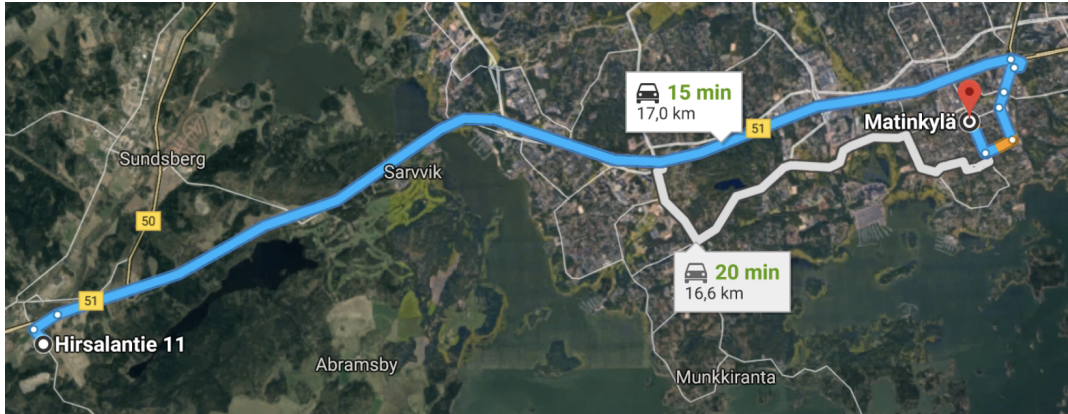 15 min
17,0 km
51
Matinkylä
Sundsberg
Sarvvik
50
20 min
16,6 km
51
Hirsalantie 11
Abramsby
Munkkiranta